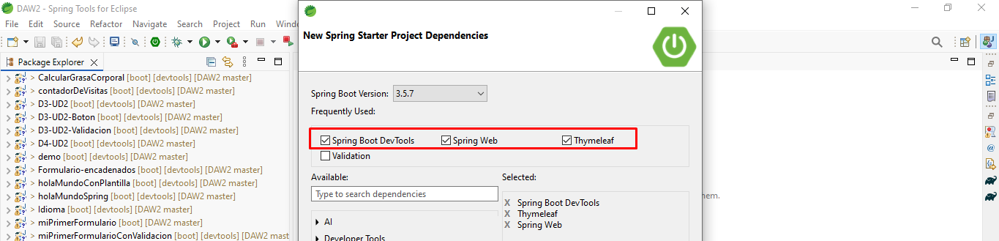 DAW2 - Spring Tools for Eclipse
File Edit Source Refactor Navigate Search Project Run
Package Explorer
CalcularGrasaCorporal [boot] [devtools] [DAW2 master]
contadorDeVisitas [boot] [devtools] [DAW2 master]
D3-UD2 [boot] [devtools] [DAW2 master]
D3-UD2-Boton [boot] [devtools] [DAW2 master]
D3-UD2-Validacion [boot] [devtools] [DAW2 master]
D4-UD2 [boot] [devtools] [DAW2 master]
demo [boot] [devtools] [DAW2 master]
Formulario-encadenados [boot] [devtools] [DAW2 master]
holaMundoConPlantilla [boot] [devtools] [DAW2 master]
holaMundoSpring [boot] [devtools] [DAW2 master]
Idioma [boot] [devtools] [DAW2 master]
miPrimerFormulario [boot] [devtools] [DAW2 master]
miPrimerFormularioConValidacion [boot] [devtools] [DAW2 mast
New Spring Starter Project Dependencies
Spring Boot Version: 3.5.7
Frequently Used:
Spring Boot DevTools Spring Web Thymeleaf
Validation
Available:
Type to search dependencies
AI
Developer Tools
Selected:
X Spring Boot DevTools
X Thymeleaf
X Spring Web
hem.